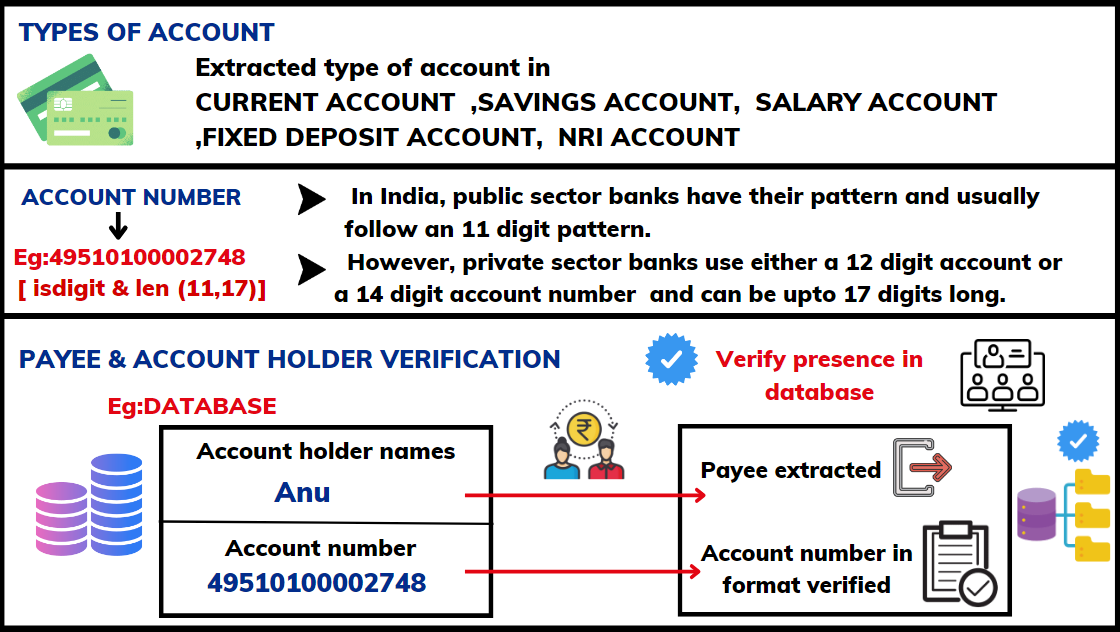 TYPES OF ACCOUNT
Extracted type of account in
CURRENT ACCOUNT ,SAVINGS ACCOUNT, SALARY ACCOUNT
,FIXED DEPOSIT ACCOUNT, NRI ACCOUNT
ACCOUNT NUMBER
Eg:49510100002748
[ isdigit & len (11,17)]
In India, public sector banks have their pattern and usually
follow an 11 digit pattern.
However, private sector banks use either a 12 digit account or
a 14 digit account number and can be upto 17 digits long.
PAYEE & ACCOUNT HOLDER VERIFICATION
Eg:DATABASE
Account holder names
Anu
Account number
49510100002748
₹
Verify presence in
database
Payee extracted
Account number in
format verified